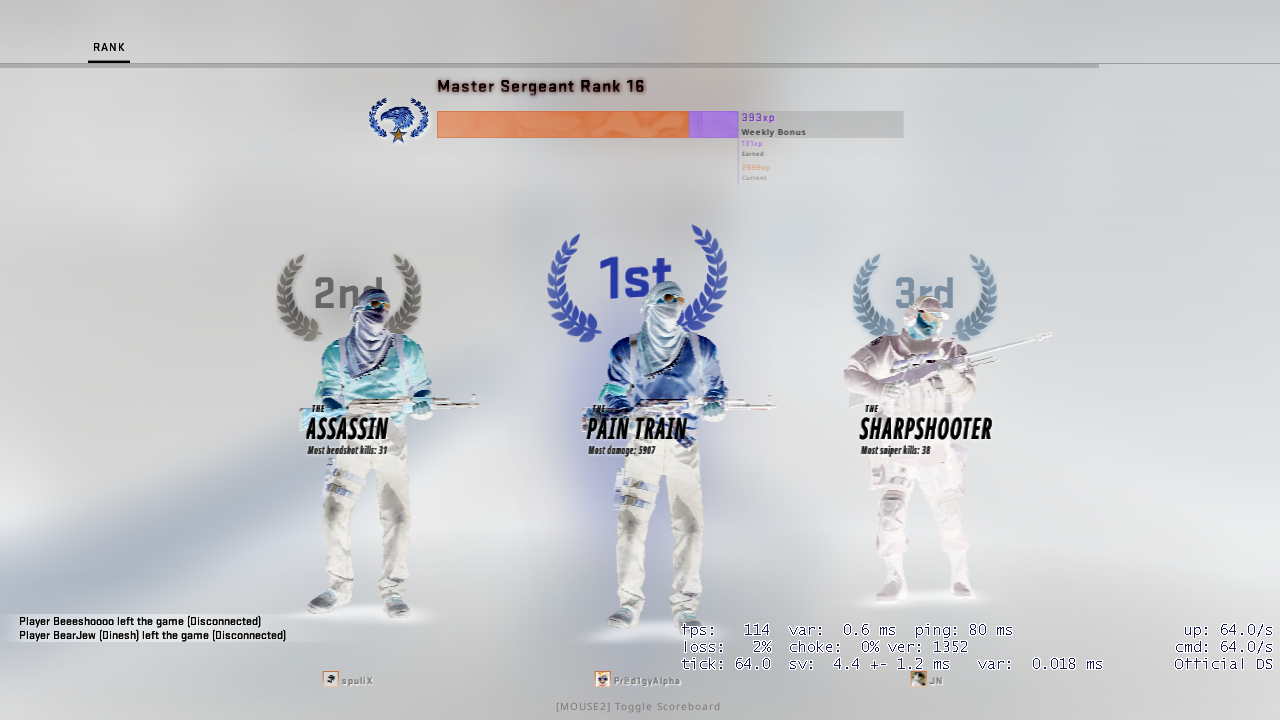 RANK
Master Sergeant Rank 16
393xp
Weekly Bonus
131xp
Earned
2699xp
Current
2nd
1st
3rd
THE
ASSASSIN
Most headshot kills: 31
THE
PAIN TRAIN
Most damage: 5907
THE
SHARPSHOOTER
Most sniper kills: 38
Player Beeeshoooo left the game (Disconnected)
Player BearJew (Dinesh) left the game (Disconnected)
fps: 114 var: 0.6 ms ping: 80 ms up: 64.0/s
loss: 2% choke: 0% ver: 1352 cmd: 64.0/s
tick: 64.0 sv: 4.4 +- 1.2 ms var: 0.018 ms Official DS
spuliX
Pr@d1gyAlpha
JN
[MOUSE2] Toggle Scoreboard